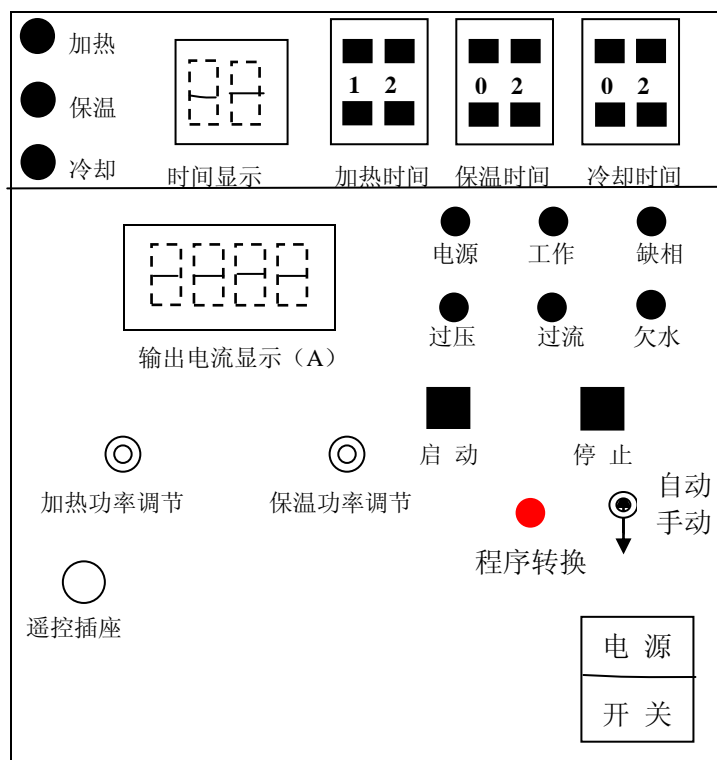 加热
1 2
0 2
0 2
保温
冷却
时间显示
加热时间
保温时间
冷却时间
电源
工作
缺相
过压
过流
欠水
输出电流显示（A）
启 动
停 止
加热功率调节
保温功率调节
自动
手动
程序转换
遥控插座
电 源
开 关